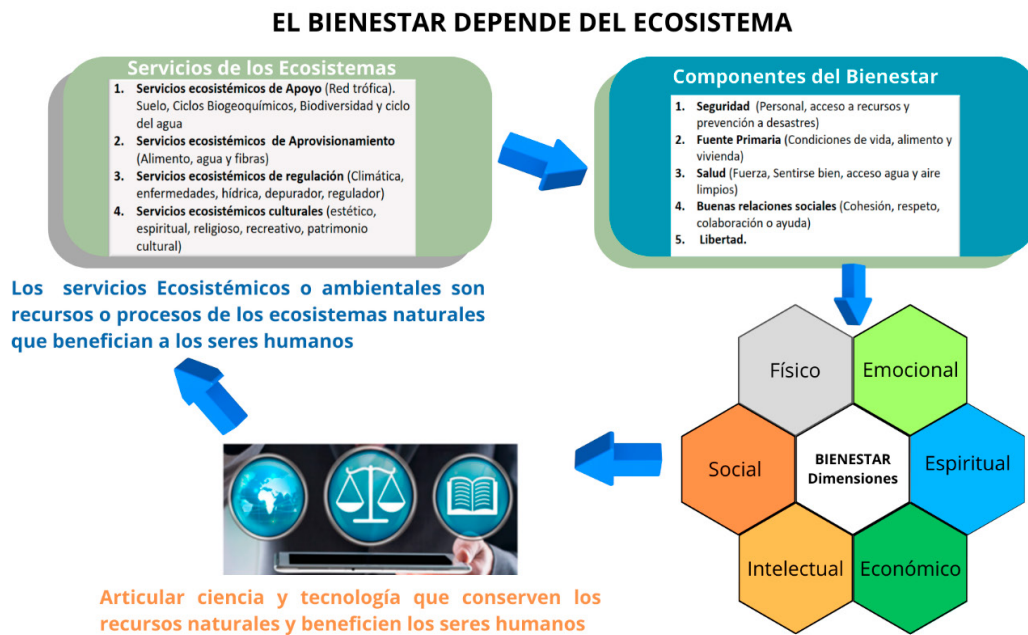 EL BIENESTAR DEPENDE DEL ECOSISTEMA
Servicios de los Ecosistemas
1. Servicios ecosistémicos de Apoyo (Red trófica).
Suelo, Ciclos Biogeoquímicos, Biodiversidad y ciclo
del agua
2. Servicios ecosistémicos de Aprovisionamiento
(Alimento, agua y fibras)
3. Servicios ecosistémicos de regulación (Climática,
enfermedades, hídrica, depurador, regulador)
4. Servicios ecosistémicos culturales (estético,
espiritual, religioso, recreativo, patrimonio
cultural)
Componentes del Bienestar
1. Seguridad (Personal, acceso a recursos y
prevención a desastres)
2. Fuente Primaria (Condiciones de vida, alimento y
vivienda)
3. Salud (Fuerza, Sentirse bien, acceso agua y aire
limpios)
4. Buenas relaciones sociales (Cohesión, respeto,
colaboración o ayuda)
5. Libertad.
Los servicios Ecosistémicos o ambientales son
recursos o procesos de los ecosistemas naturales
que benefician a los seres humanos
Físico
Emocional
Social
BIENESTAR
Dimensiones
Espiritual
Intelectual
Económico
Articular ciencia y tecnología que conserven los
recursos naturales y beneficien los seres humanos